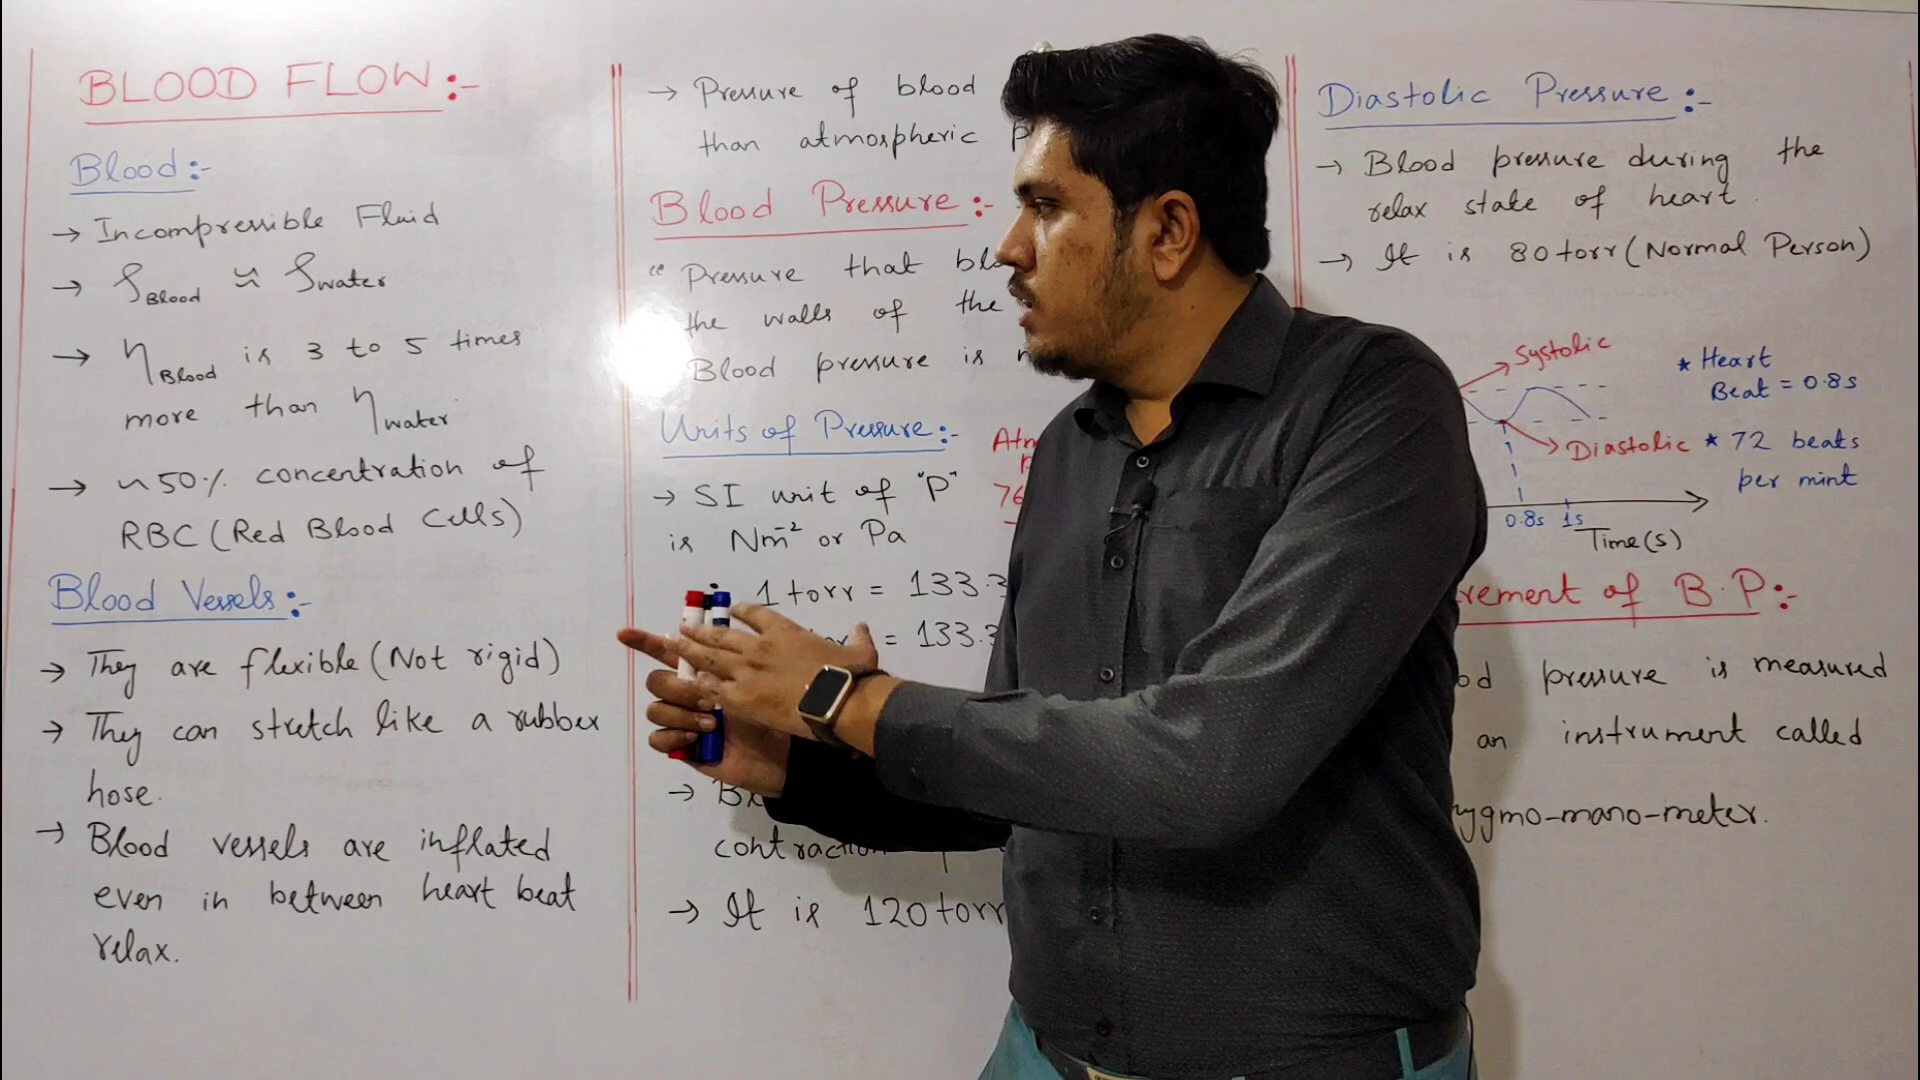 BLOOD FLOW :-
Blood :-
→ Incompressible Fluid
→ ρBlood ≈ ρwater
→ ηBlood is 3 to 5 times
more than ηwater
→ ~50% concentration of
RBC (Red Blood Cells)
Blood Vessels :-
→ They are flexible (Not rigid)
→ They can stretch like a rubber
hose.
→ Blood vessels are inflated
even in between heart beat
relax.
→ Pressure of blood
than atmospheric
Blood Pressure :-
“ Pressure that
the walls of the
Blood pressure is
Units of Pressure :-
→ SI unit of "P"
is Nm⁻² or Pa
1 torr = 133.3
= 133.3
76
→
contraction
→ It is 120 torr
Diastolic Pressure :-
→ Blood pressure during the
relax state of heart.
→ It is 80 torr (Normal Person)
Systolic
Diastolic
0.8s 1s
Time(s)
* Heart
Beat = 0.8s
* 72 beats
per mint
of B.P :-
pressure is measured
an instrument called
mano-meter.